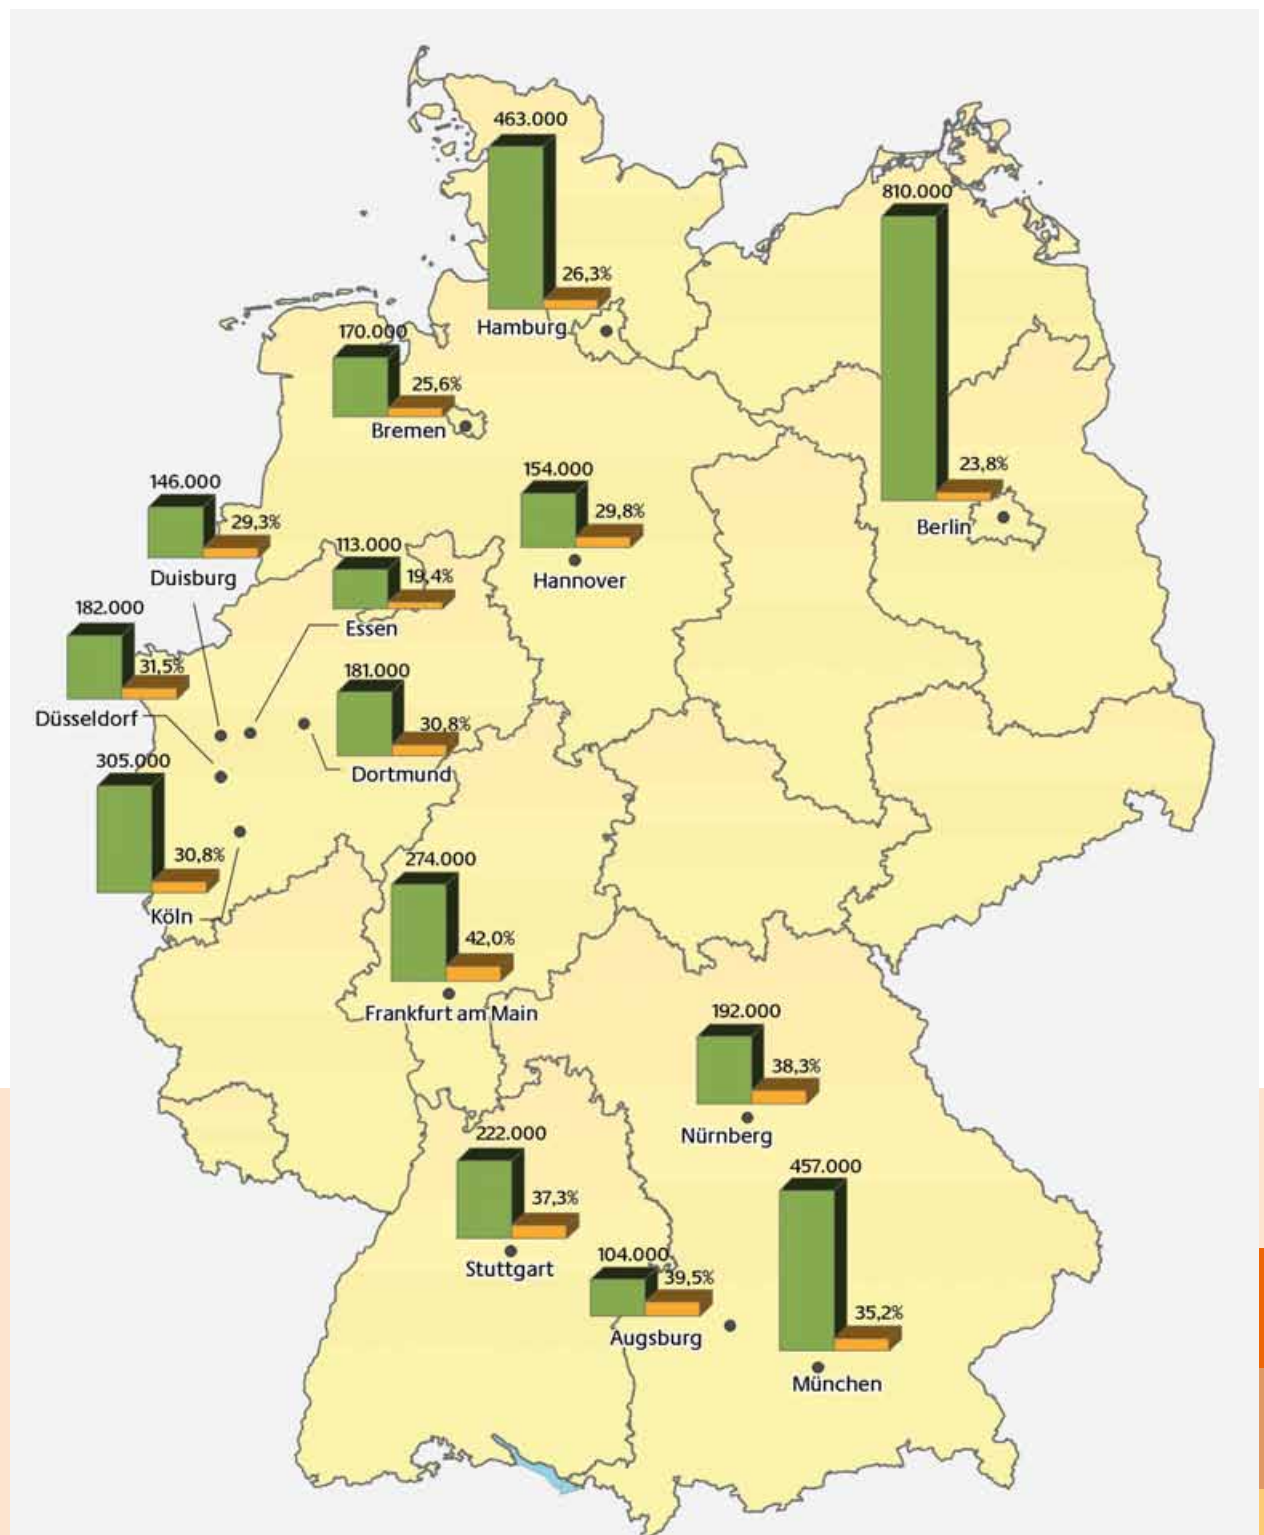 463.000
26,3%
Hamburg
810.000
23,8%
Berlin
170.000
25,6%
Bremen
146.000
29,3%
Duisburg
154.000
29,8%
Hannover
113.000
19,4%
Essen
182.000
31,5%
Düsseldorf
181.000
30,8%
Dortmund
305.000
30,8%
Köln
274.000
42,0%
Frankfurt am Main
192.000
38,3%
Nürnberg
222.000
37,3%
Stuttgart
104.000
39,5%
Augsburg
457.000
35,2%
München